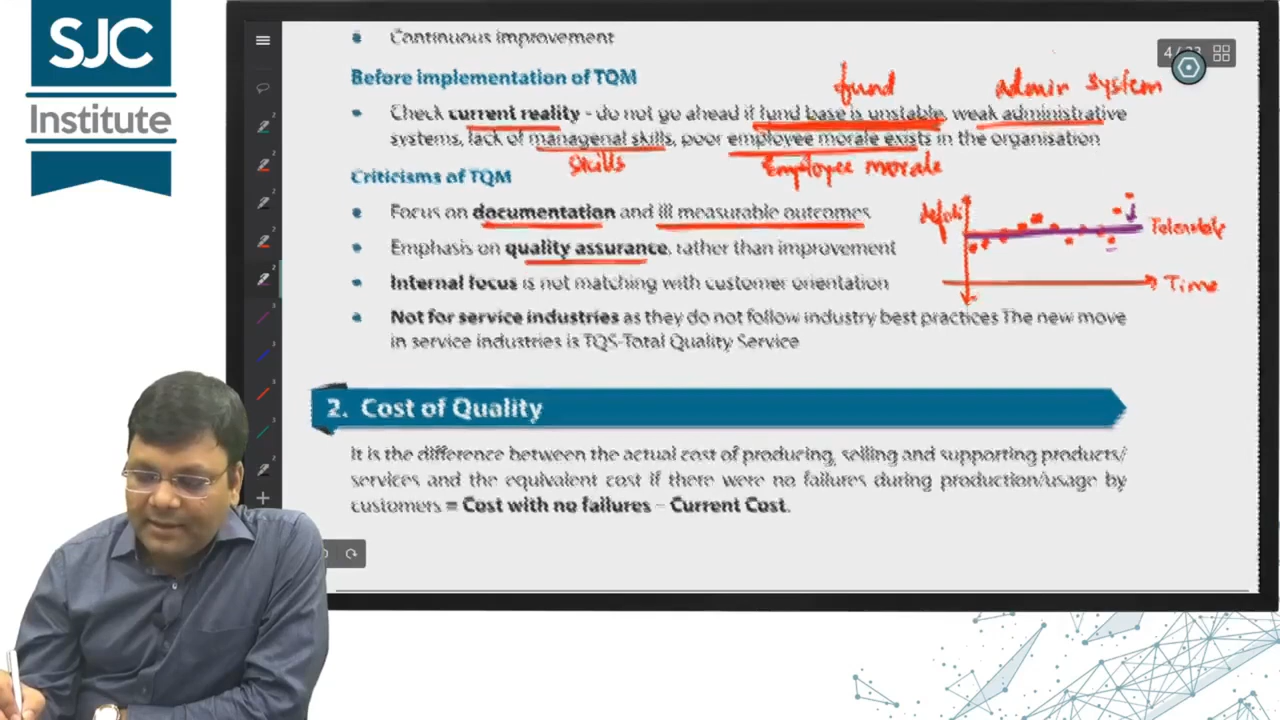 SJC
Institute
4/23
Continuous improvement
Before implementation of TQM
fund
admin system
Check current reality - do not go ahead if fund base is unstable, weak administrative
systems, lack of managerial skills, poor employee morale exists in the organisation
skills
Employee morale
Criticisms of TQM
Focus on documentation and ill measurable outcomes
Emphasis on quality assurance, rather than improvement
Internal focus is not matching with customer orientation
Time
Not for service industries as they do not follow industry best practices The new move
in service industries is TQS-Total Quality Service
2. Cost of Quality
It is the difference between the actual cost of producing, selling and supporting products/
services and the equivalent cost if there were no failures during production/usage by
customers = Cost with no failures – Current Cost.